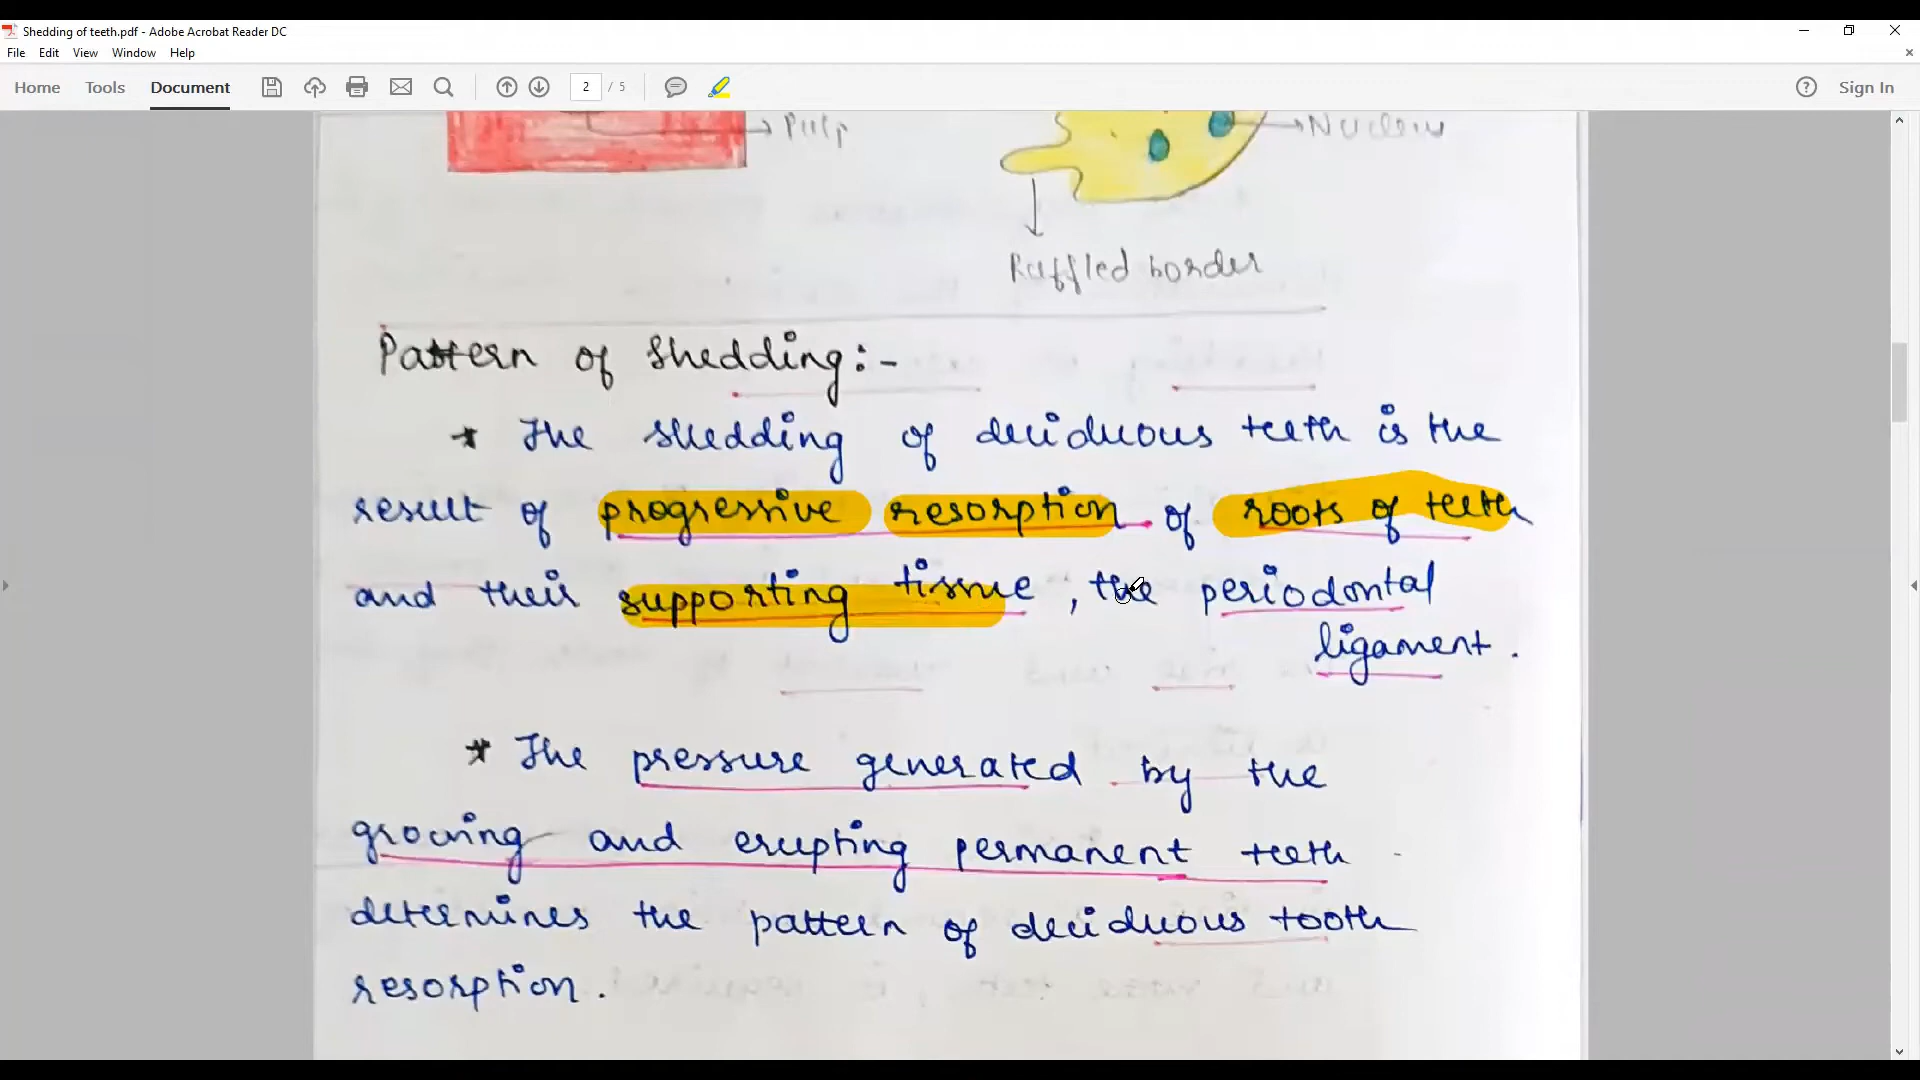 Shedding of teeth.pdf - Adobe Acrobat Reader DC
File Edit View Window Help
Home Tools Document 2 / 5 Sign In
Pulp
Nucleus
Ruffled border
Pattern of Shedding:-
* The shedding of deciduous teeth is the
result of progressive resorption of roots of teeth
and their supporting tissue, the periodontal
ligament.
* The pressure generated by the
growing and erupting permanent teeth
determines the pattern of deciduous tooth
resorption.